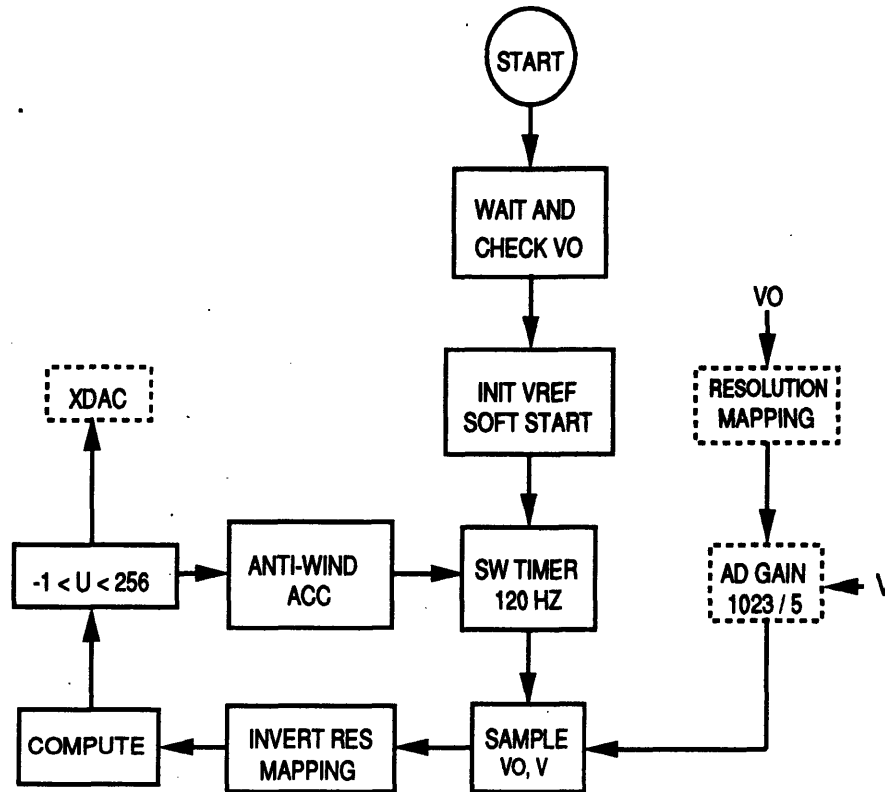 START
WAIT AND
CHECK VO
VO
INIT VREF
SOFT START
RESOLUTION
MAPPING
XDAC
-1 < U < 256
ANTI-WIND
ACC
SW TIMER
120 HZ
AD GAIN
1023 / 5
V
COMPUTE
INVERT RES
MAPPING
SAMPLE
VO, V